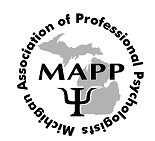 Michigan Association of Professional Psychologists
MAPP
Ψ